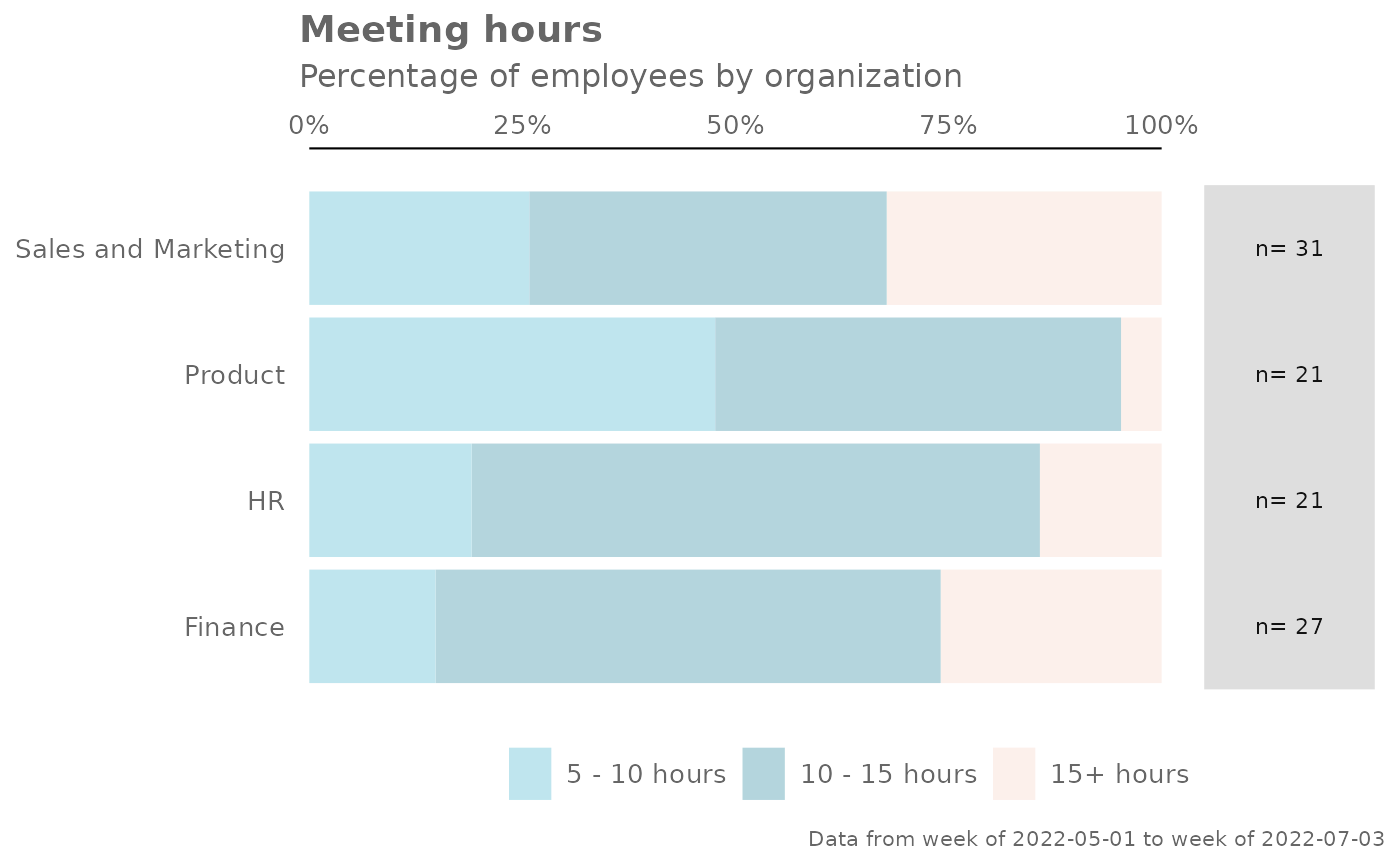 Meeting hours
Percentage of employees by organization
0% 25% 50% 75% 100%
Sales and Marketing n= 31
Product n= 21
HR n= 21
Finance n= 27
5 - 10 hours 10 - 15 hours 15+ hours
Data from week of 2022-05-01 to week of 2022-07-03